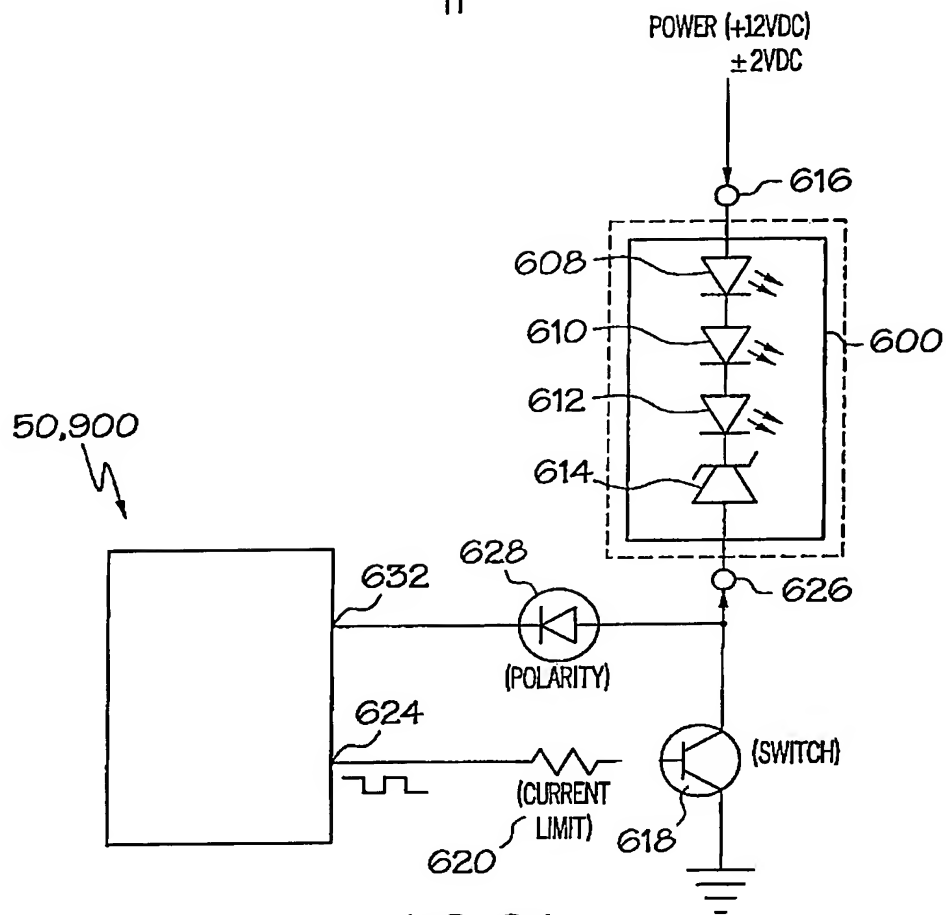 POWER (+12VDC)
±2VDC
616
608
610
600
612
50,900
614
628
632
626
(POLARITY)
624
(SWITCH)
(CURRENT
LIMIT)
620
618